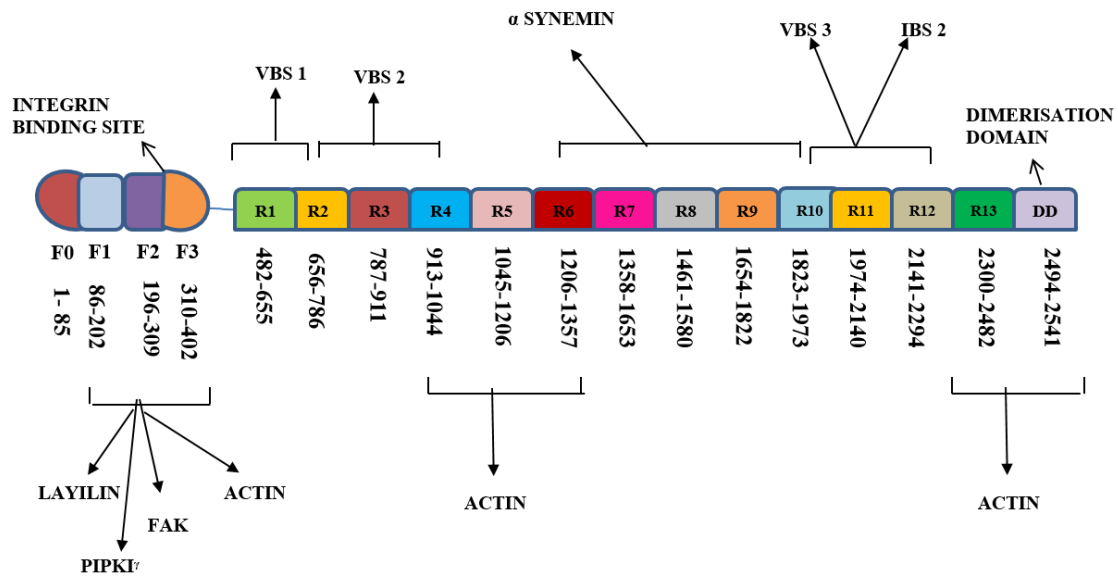 α SYNEMIN
VBS 3
IBS 2
VBS 1
VBS 2
INTEGRIN
BINDING SITE
DIMERISATION
DOMAIN
R1
R2
R3
R4
R5
R6
R7
R8
R9
R10
R11
R12
R13
DD
F0
F1
F2
F3
1- 85
86-202
196-309
310-402
482-655
656-786
787-911
913-1044
1045-1206
1206-1357
1358-1653
1461-1580
1654-1822
1823-1973
1974-2140
2141-2294
2300-2482
2494-2541
LAYILIN
ACTIN
FAK
PIPKIγ
ACTIN
ACTIN